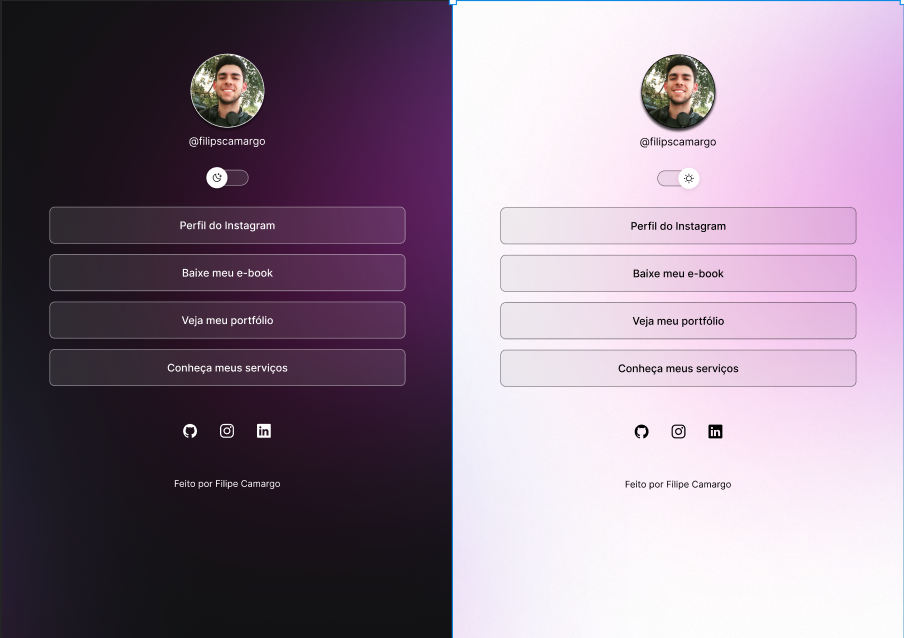 @filipscamargo
Perfil do Instagram
Baixe meu e-book
Veja meu portfólio
Conheça meus serviços
Feito por Filipe Camargo
@filipscamargo
Perfil do Instagram
Baixe meu e-book
Veja meu portfólio
Conheça meus serviços
Feito por Filipe Camargo